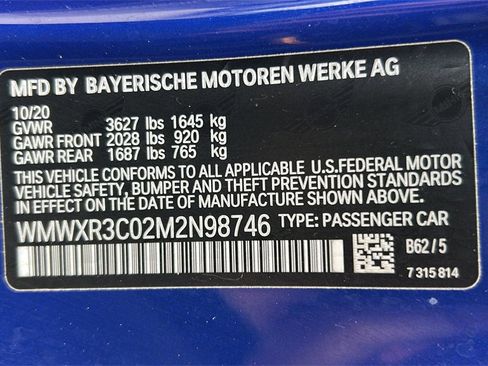 MFD BY BAYERISCHE MOTOREN WERKE AG
10/20
GVWR 3627 lbs 1645 kg
GAWR FRONT 2028 lbs 920 kg
GAWR REAR 1687 lbs 765 kg
THIS VEHICLE CONFORMS TO ALL APPLICABLE U.S.FEDERAL MOTOR
VEHICLE SAFETY, BUMPER AND THEFT PREVENTION STANDARDS
IN EFFECT ON THE DATE OF MANUFACTURE SHOWN ABOVE.
WMWXR3C02M2N98746 TYPE: PASSENGER CAR
B62/5
7 315 814